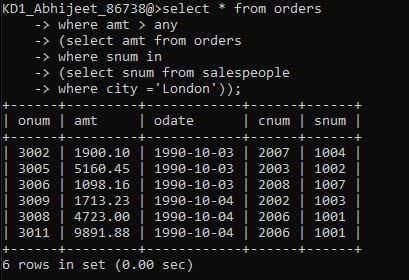 KD1_Abhijeet_86738@>select * from orders
    -> where amt > any
    -> (select amt from orders
    -> where snum in
    -> (select snum from salespeople
    -> where city ='London'));
+------+---------+------------+------+------+
| onum | amt     | odate      | cnum | snum |
+------+---------+------------+------+------+
| 3002 | 1900.10 | 1990-10-03 | 2007 | 1004 |
| 3005 | 5160.45 | 1990-10-03 | 2003 | 1002 |
| 3006 | 1098.16 | 1990-10-03 | 2008 | 1007 |
| 3009 | 1713.23 | 1990-10-04 | 2002 | 1003 |
| 3008 | 4723.00 | 1990-10-04 | 2006 | 1001 |
| 3011 | 9891.88 | 1990-10-04 | 2006 | 1001 |
+------+---------+------------+------+------+
6 rows in set (0.00 sec)